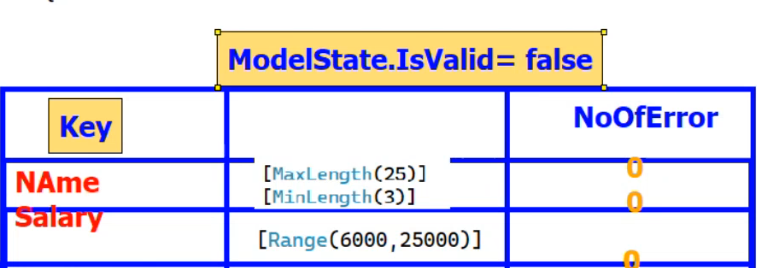 ModelState.IsValid= false
Key
NoOfError
NAme
[MaxLength(25)]
0
[MinLength(3)]
0
Salary
[Range(6000,25000)]
0